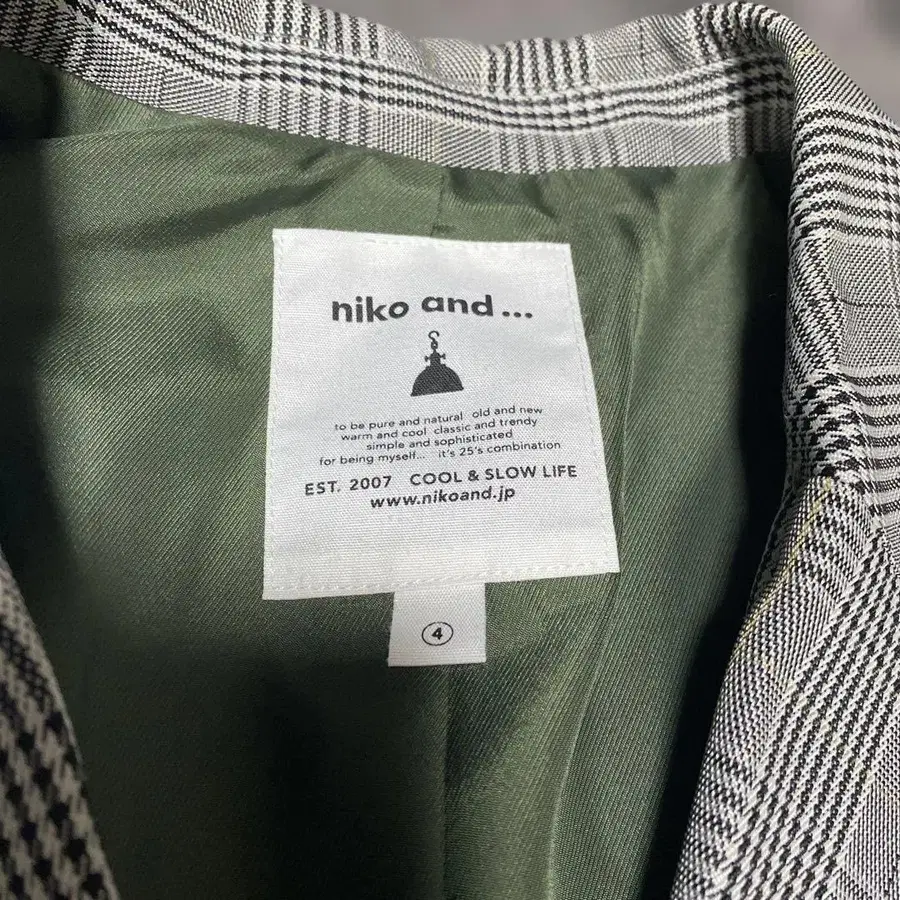 niko and ...
to be pure and natural old and new
warm and cool classic and trendy
simple and sophisticated
for being myself... it's 25's combination
EST. 2007 COOL & SLOW LIFE
www.nikoand.jp
4